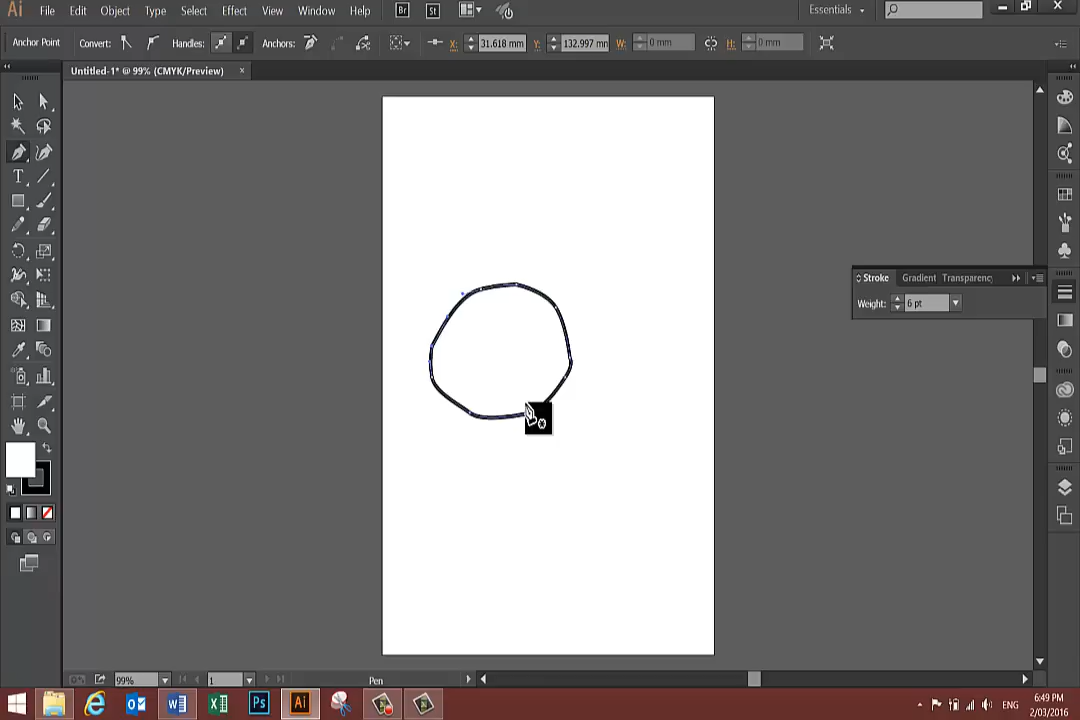 Ai File Edit Object Type Select Effect View Window Help Br St Essentials
Anchor Point Convert: Handles: Anchors: X: 31.618 mm Y: 132.997 mm W: 0 mm H: 0 mm
Untitled-1* @ 99% (CMYK/Preview) ×
T
Stroke Gradient Transparency
Weight: 6 pt
99% 1 Pen
Ps Ai ENG 6:49 PM
2/03/2016